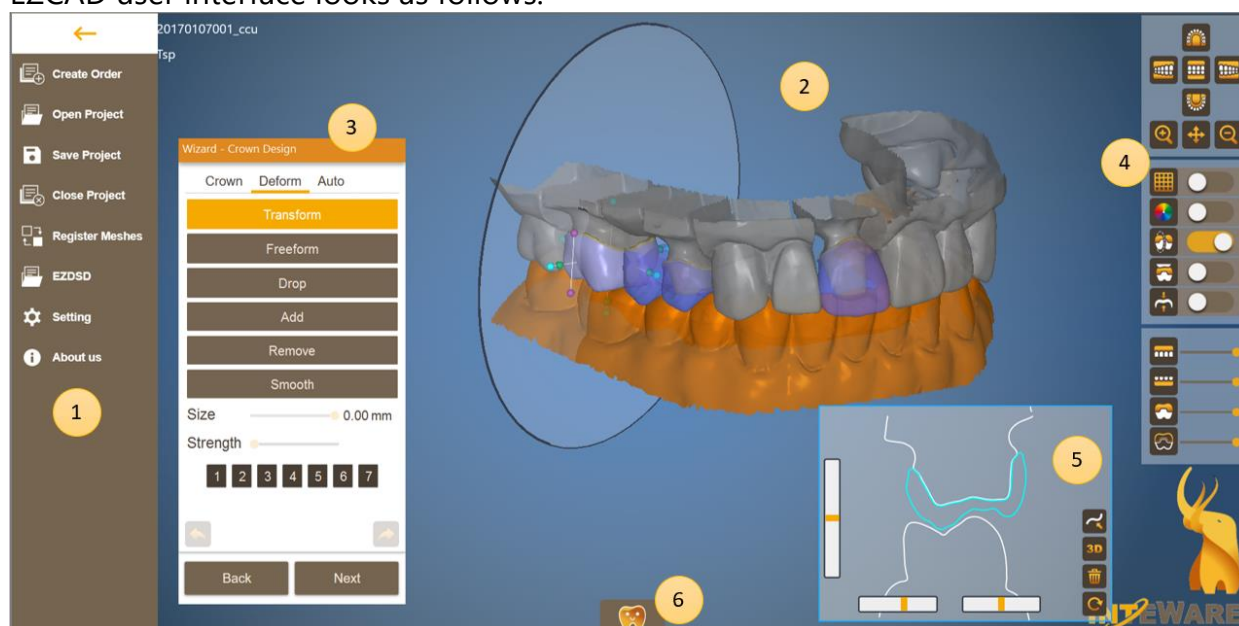 EZCAD user interface looks as follows:
20170107001_ccu
Tsp
Create Order
Open Project
Save Project
Close Project
Register Meshes
EZDSD
Setting
About us
1
2
3
Wizard - Crown Design
Crown Deform Auto
Transform
Freeform
Drop
Add
Remove
Smooth
Size 0.00 mm
Strength
1 2 3 4 5 6 7
Back Next
4
5
3D
6
INTEWARE